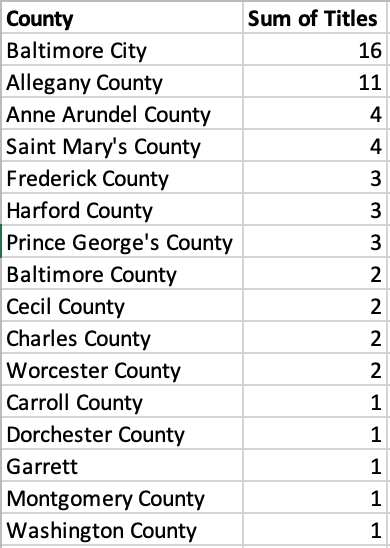 County Sum of Titles
Baltimore City 16
Allegany County 11
Anne Arundel County 4
Saint Mary's County 4
Frederick County 3
Harford County 3
Prince George's County 3
Baltimore County 2
Cecil County 2
Charles County 2
Worcester County 2
Carroll County 1
Dorchester County 1
Garrett 1
Montgomery County 1
Washington County 1